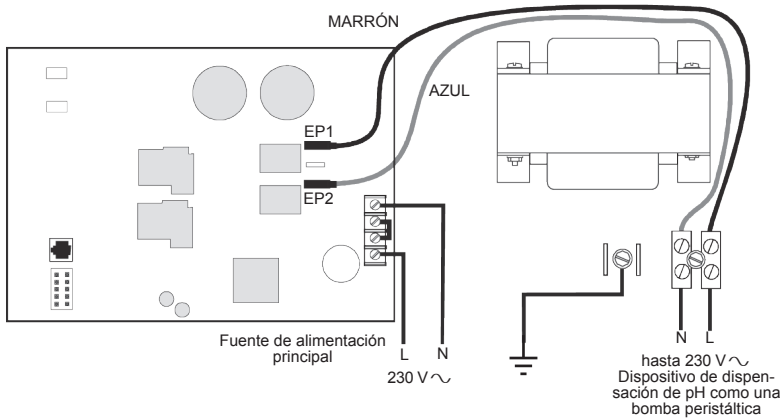 MARRÓN
AZUL
EP1
EP2
Fuente de alimentación
principal
L N
230 V
N L
hasta 230 V
Dispositivo de dispen-
sación de pH como una
bomba peristáltica